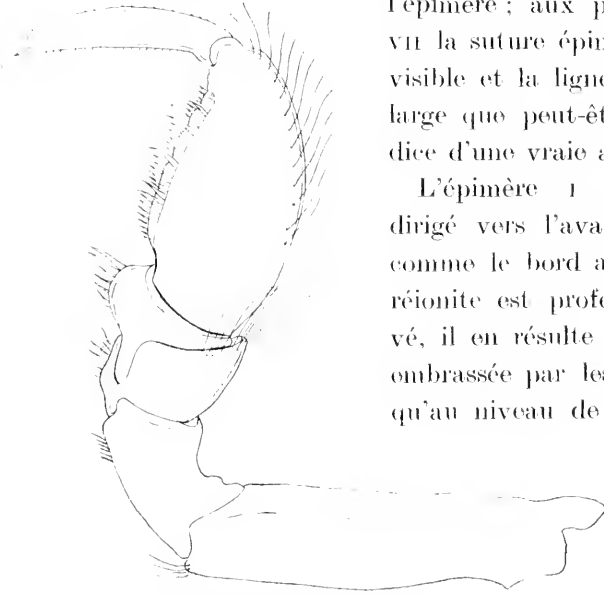 l'épimère ; aux p
VII la suture épim
visible et la ligne
large que peut-êt
dice d'une vraie a
L'épimère I
dirigé vers l'ava
comme le bord a
réionite est profo
vé, il en résulte
embrassée par les
qu'au niveau de